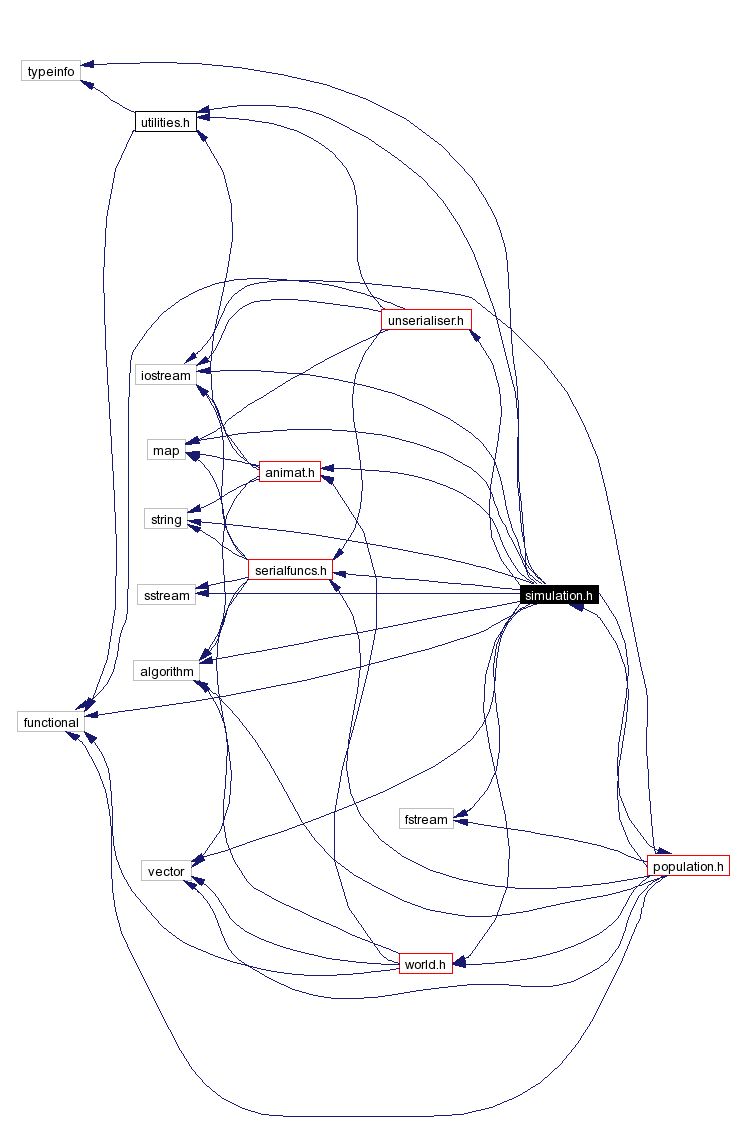 typeinfo
utilities.h
unserialiser.h
iostream
map
animat.h
string
serialfuncs.h
sstream
simulation.h
algorithm
functional
fstream
population.h
vector
world.h